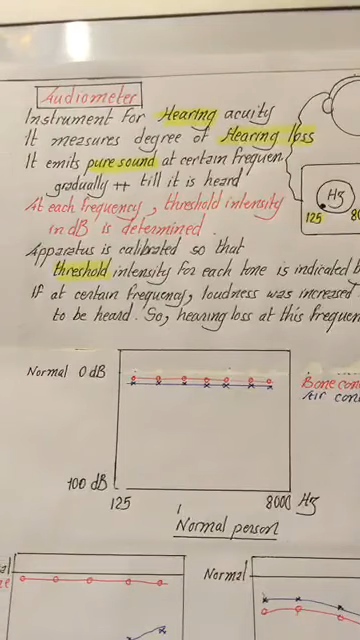 Audiometer
Instrument for Hearing acuity
It measures degree of Hearing loss
It emits pure sound at certain frequen
gradually ++ till it is heard
At each frequency, threshold intensity
in dB is determined.
Apparatus is calibrated so that
threshold intensity for each tone is indicated b
If at certain frequency, loudness was increased
to be heard. So, hearing loss at this frequen
Hz
125
80
Normal 0 dB
Bone con
Air con
100 dB
125
8000 Hz
Normal person
Normal